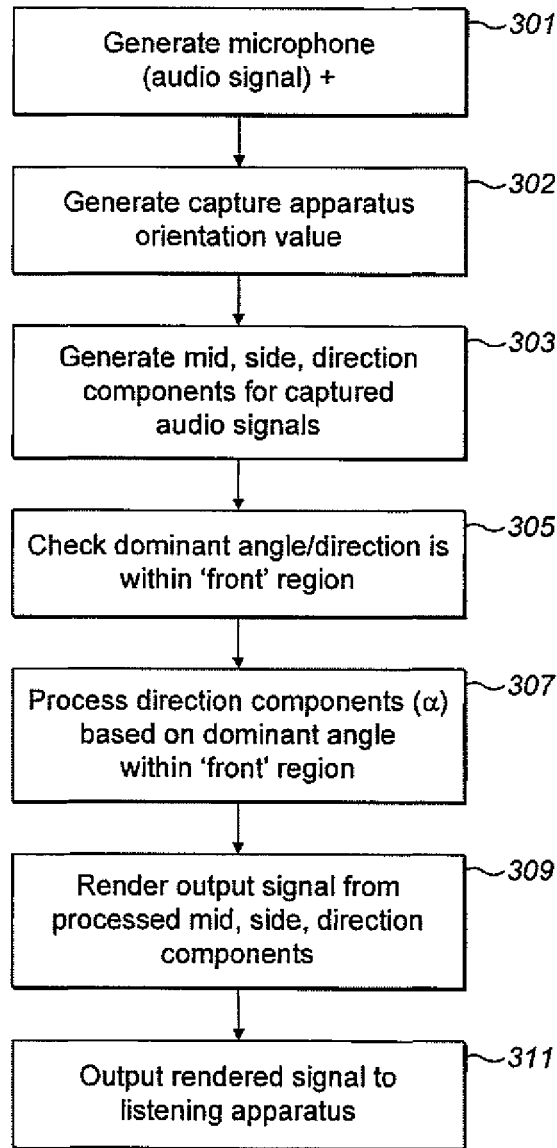 301
Generate microphone
(audio signal) +
302
Generate capture apparatus
orientation value
303
Generate mid, side, direction
components for captured
audio signals
305
Check dominant angle/direction is
within 'front' region
307
Process direction components (α)
based on dominant angle
within 'front' region
309
Render output signal from
processed mid, side, direction
components
311
Output rendered signal to
listening apparatus